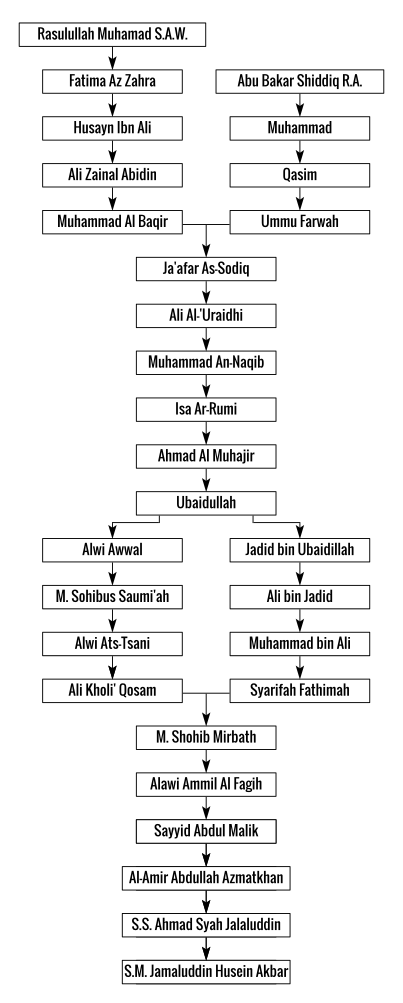 Rasulullah Muhamad S.A.W.
Fatima Az Zahra
Abu Bakar Shiddiq R.A.
Husayn Ibn Ali
Muhammad
Ali Zainal Abidin
Qasim
Muhammad Al Baqir
Ummu Farwah
Ja'afar As-Sodiq
Ali Al-'Uraidhi
Muhammad An-Naqib
Isa Ar-Rumi
Ahmad Al Muhajir
Ubaidullah
Alwi Awwal
Jadid bin Ubaidillah
M. Sohibus Saumi'ah
Ali bin Jadid
Alwi Ats-Tsani
Muhammad bin Ali
Ali Kholi' Qosam
Syarifah Fathimah
M. Shohib Mirbath
Alawi Ammil Al Fagih
Sayyid Abdul Malik
Al-Amir Abdullah Azmatkhan
S.S. Ahmad Syah Jalaluddin
S.M. Jamaluddin Husein Akbar